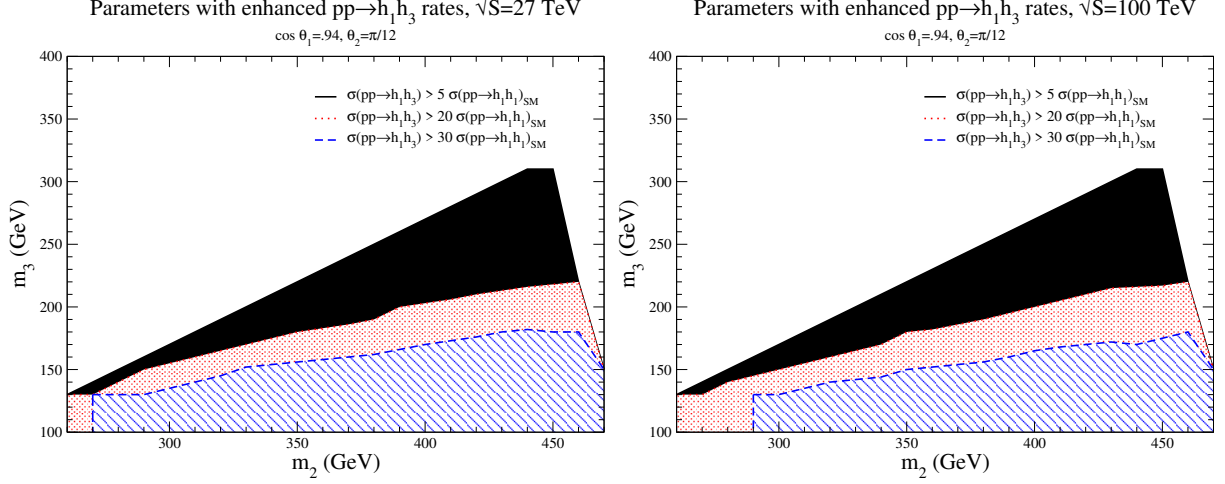 Parameters with enhanced pp→h₁h₃ rates, √S=27 TeV
cos θ₁=.94, θ₂=π/12
400
350
300
250
200
150
100
m₃ (GeV)
σ(pp→h₁h₃) > 5 σ(pp→h₁h₁)SM
σ(pp→h₁h₃) > 20 σ(pp→h₁h₁)SM
σ(pp→h₁h₃) > 30 σ(pp→h₁h₁)SM
300 350 400 450
m₂ (GeV)
Parameters with enhanced pp→h₁h₃ rates, √S=100 TeV
cos θ₁=.94, θ₂=π/12
400
350
300
250
200
150
100
m₃ (GeV)
σ(pp→h₁h₃) > 5 σ(pp→h₁h₁)SM
σ(pp→h₁h₃) > 20 σ(pp→h₁h₁)SM
σ(pp→h₁h₃) > 30 σ(pp→h₁h₁)SM
300 350 400 450
m₂ (GeV)